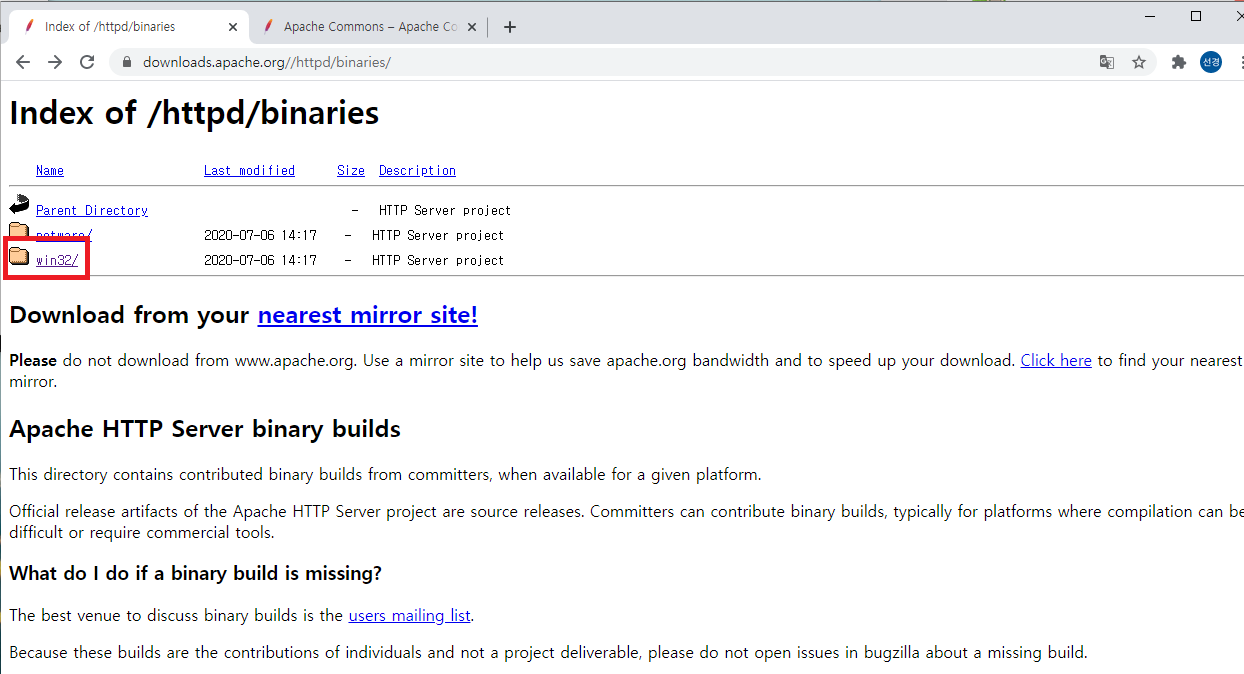 Index of /httpd/binaries
Apache Commons – Apache Co
downloads.apache.org//httpd/binaries/
선경
Index of /httpd/binaries
Name Last modified Size Description
Parent Directory - HTTP Server project
netware/ 2020-07-06 14:17 - HTTP Server project
win32/ 2020-07-06 14:17 - HTTP Server project
Download from your nearest mirror site!
Please do not download from www.apache.org. Use a mirror site to help us save apache.org bandwidth and to speed up your download. Click here to find your nearest
mirror.
Apache HTTP Server binary builds
This directory contains contributed binary builds from committers, when available for a given platform.
Official release artifacts of the Apache HTTP Server project are source releases. Committers can contribute binary builds, typically for platforms where compilation can be
difficult or require commercial tools.
What do I do if a binary build is missing?
The best venue to discuss binary builds is the users mailing list.
Because these builds are the contributions of individuals and not a project deliverable, please do not open issues in bugzilla about a missing build.